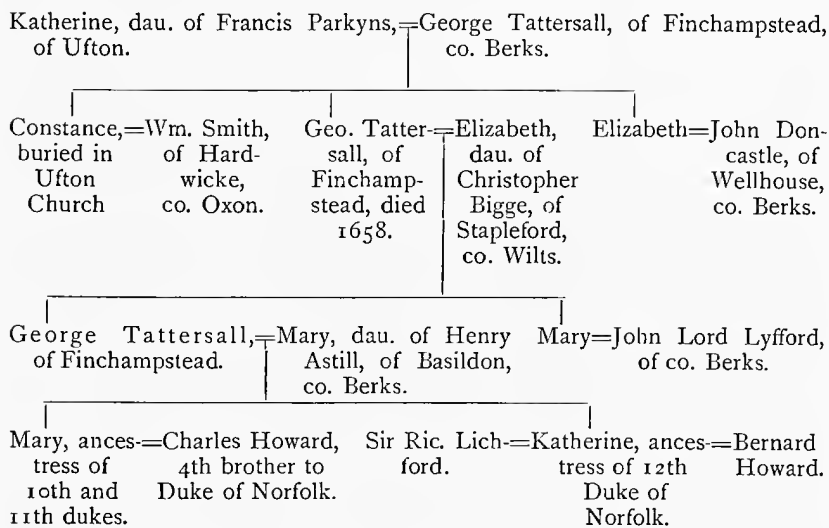 Katherine, dau. of Francis Parkyns,=George Tattersall, of Finchampstead,
of Ufton. co. Berks.
Constance,=Wm. Smith, Geo. Tatter-=Elizabeth, Elizabeth=John Don-
buried in of Hard- sall, of dau. of castle, of
Ufton wicke, Finchamp- Christopher Wellhouse,
Church co. Oxon. stead, died Bigge, of co. Berks.
1658. Stapleford,
co. Wilts.
George Tattersall,=Mary, dau. of Henry Mary=John Lord Lyfford,
of Finchampstead. Astill, of Basildon, of co. Berks.
co. Berks.
Mary, ances-=Charles Howard, Sir Ric. Lich-=Katherine, ances-=Bernard
tress of 4th brother to ford. tress of 12th Howard.
10th and Duke of Norfolk. Duke of
11th dukes. Norfolk.